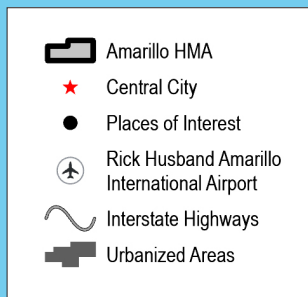 Amarillo HMA
Central City
Places of Interest
Rick Husband Amarillo
International Airport
Interstate Highways
Urbanized Areas